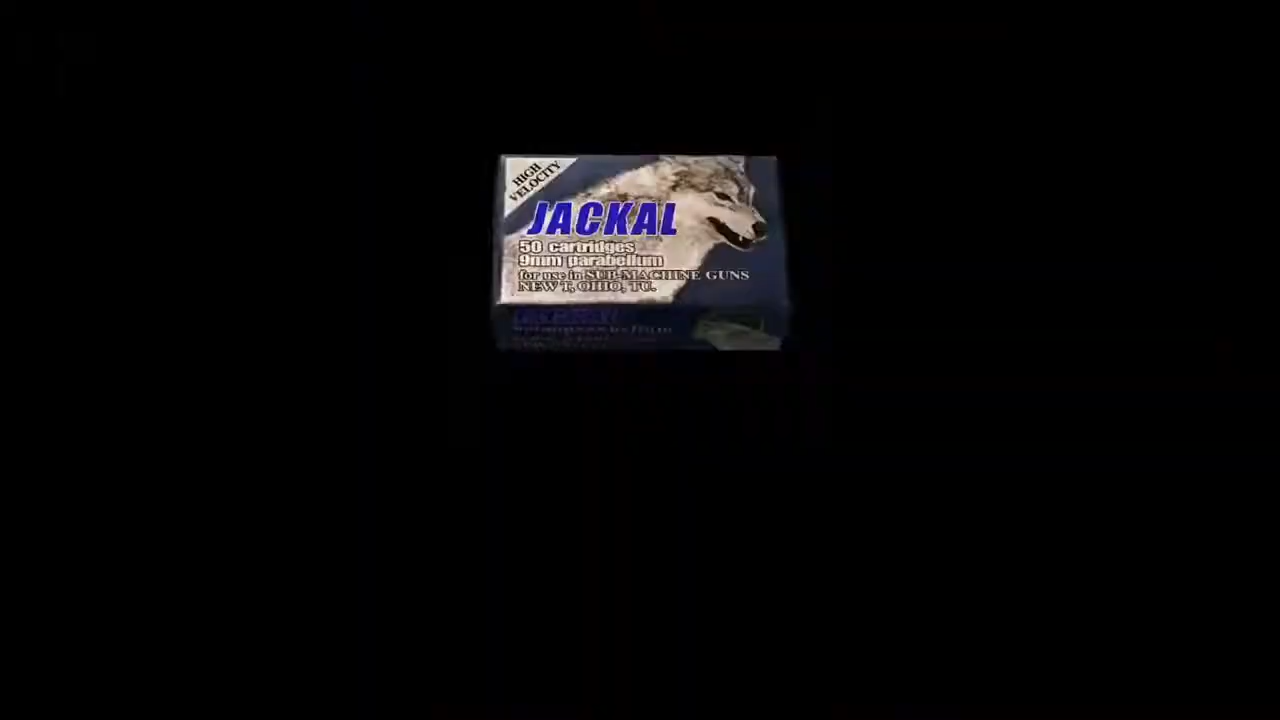 HIGH
VELOCITY
JACKAL
50 cartridges
9mm parabellum
for use in SUB-MACHINE GUNS
NEW T, OHIO, TU.